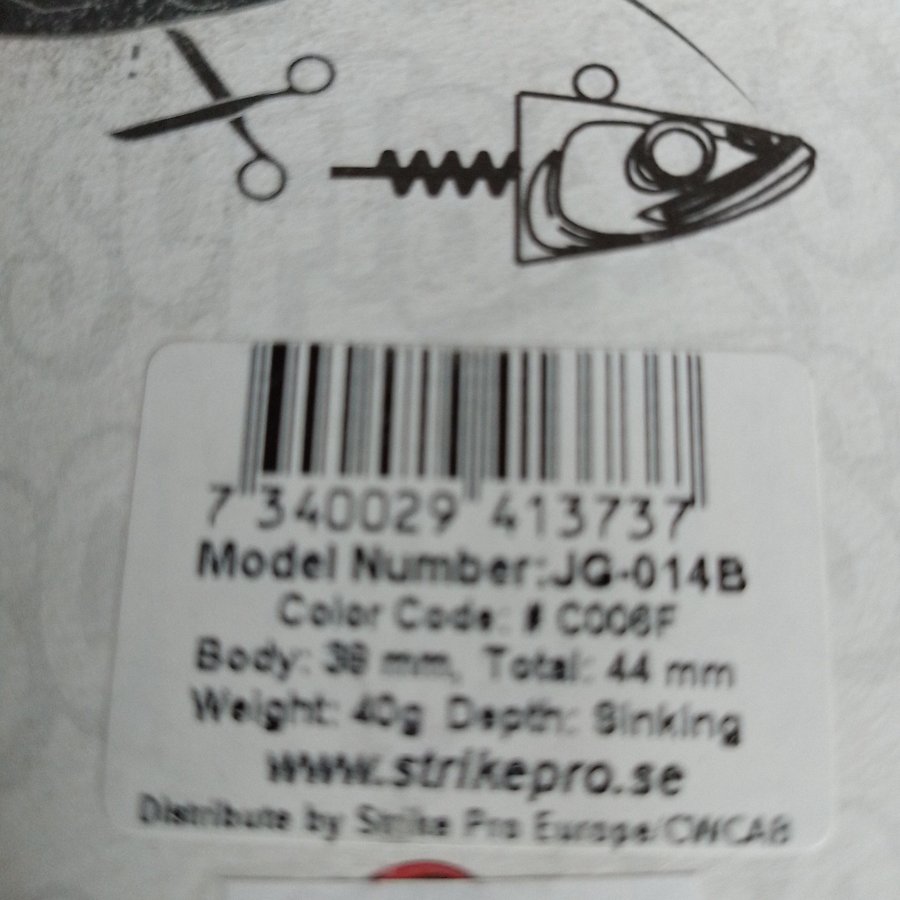 7 340029 413737
Model Number:JG-014B
Color Code: # C006F
Body: 38 mm, Total: 44 mm
Weight: 40g Depth: Sinking
www.strikepro.se
Distribute by Strike Pro Europe/CWCAB